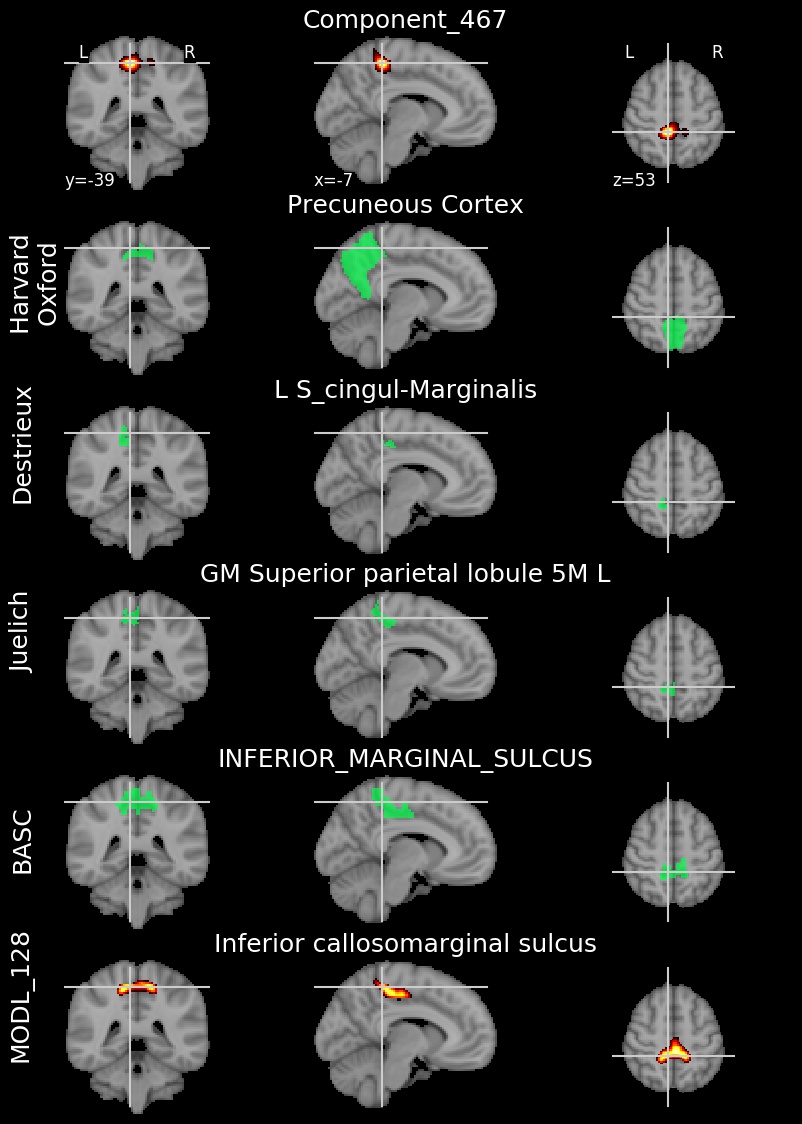 Component_467
L R L R
y=-39 x=-7 z=53
Precuneous Cortex
Harvard
Oxford
L S_cingul-Marginalis
Destrieux
GM Superior parietal lobule 5M L
Juelich
INFERIOR_MARGINAL_SULCUS
BASC
Inferior callosomarginal sulcus
MODL_128